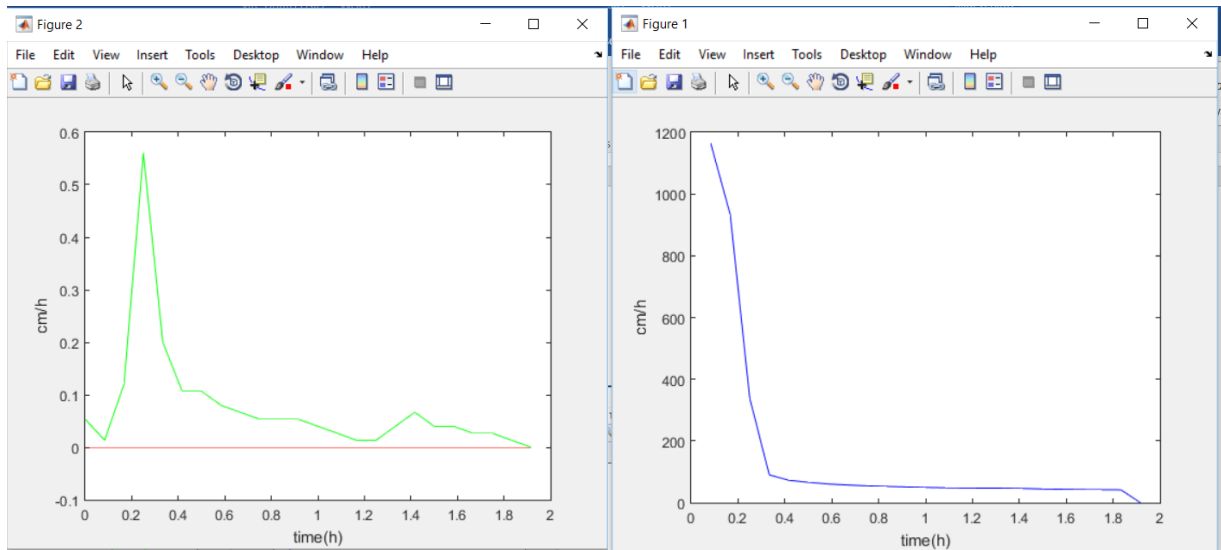 Figure 2
File Edit View Insert Tools Desktop Window Help
0.6
0.5
0.4
0.3
0.2
0.1
0
-0.1
cm/h
0 0.2 0.4 0.6 0.8 1 1.2 1.4 1.6 1.8 2
time(h)
Figure 1
File Edit View Insert Tools Desktop Window Help
1200
1000
800
600
400
200
0
cm/h
0 0.2 0.4 0.6 0.8 1 1.2 1.4 1.6 1.8 2
time(h)